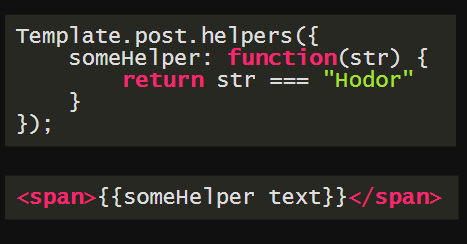 Template.post.helpers({
    someHelper: function(str) {
        return str === "Hodor"
    }
});
<span>{{someHelper text}}</span>